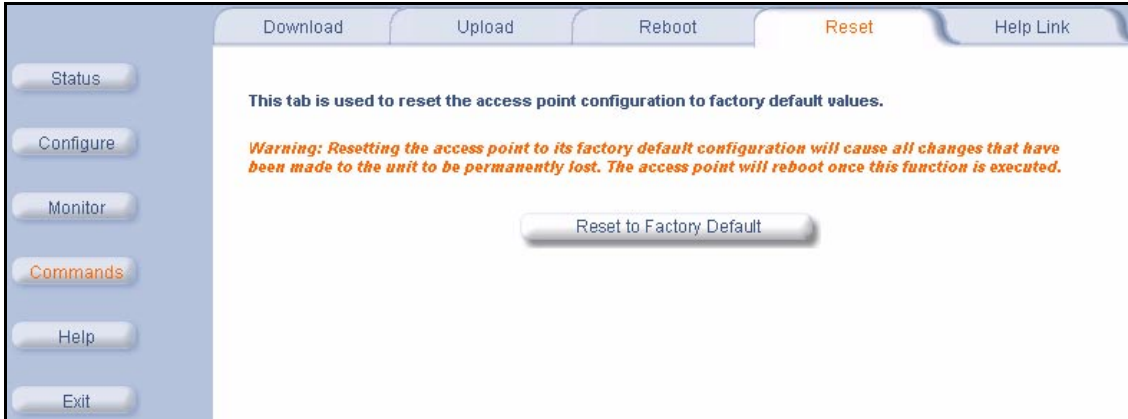 Download
Upload
Reboot
Reset
Help Link
Status
Configure
Monitor
Commands
Help
Exit
This tab is used to reset the access point configuration to factory default values.
Warning: Resetting the access point to its factory default configuration will cause all changes that have
been made to the unit to be permanently lost. The access point will reboot once this function is executed.
Reset to Factory Default